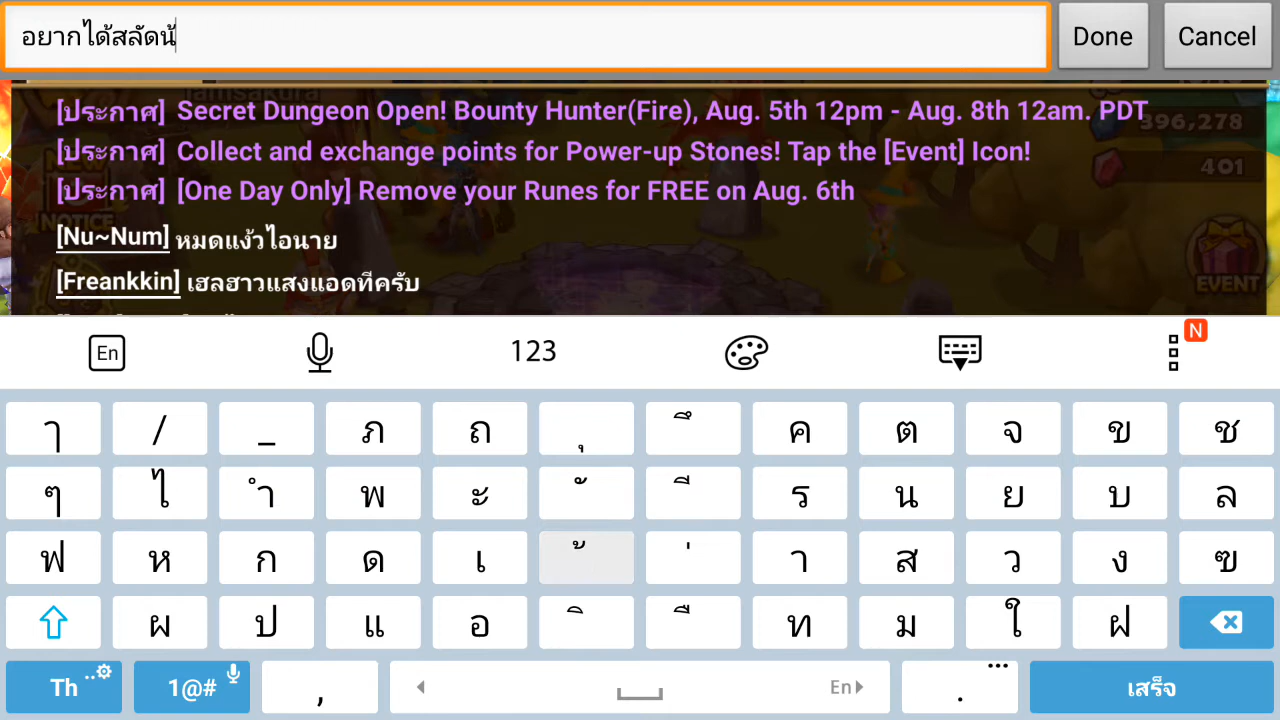 อยากได้สลัดน้
Done
Cancel
[ประกาศ] Secret Dungeon Open! Bounty Hunter(Fire), Aug. 5th 12pm - Aug. 8th 12am. PDT
396,278
[ประกาศ] Collect and exchange points for Power-up Stones! Tap the [Event] Icon!
401
[ประกาศ] [One Day Only] Remove your Runes for FREE on Aug. 6th
NOTICE
[Nu~Num] หมดแง้วไอนาย
[Freankkin] เฮลฮาวแสงแอดทีครับ
EVENT
En
123
N
ๅ / _ ภ ถ ุ ึ ค ต จ ข ช
ๆ ไ ำ พ ะ ั ี ร น ย บ ล
ฟ ห ก ด เ ้ ่ า ส ว ง ฃ
ผ ป แ อ ิ ื ท ม ใ ฝ
Th 1@# , En . เสร็จ